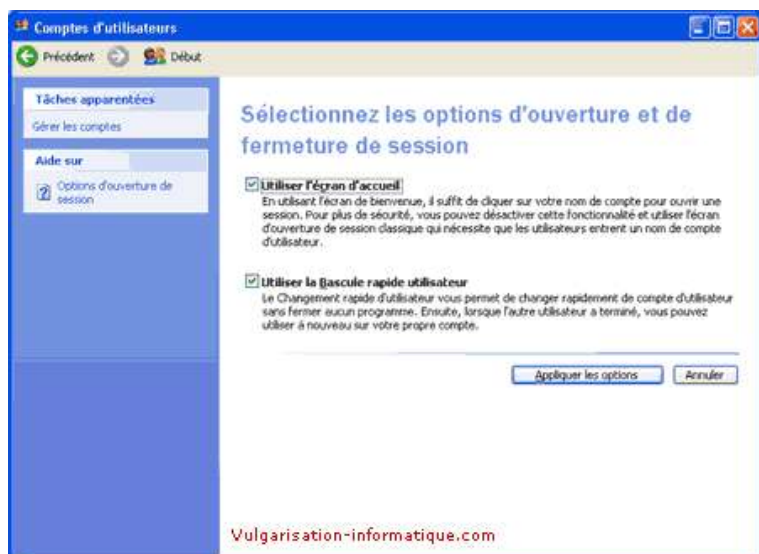 Comptes d'utilisateurs
Précédent
Début
Tâches apparentées
Gérer les comptes
Aide sur
Options d'ouverture de
session
Sélectionnez les options d'ouverture et de
fermeture de session
Utiliser l'écran d'accueil
En utilisant l'écran de bienvenue, il suffit de cliquer sur votre nom de compte pour ouvrir une
session. Pour plus de sécurité, vous pouvez désactiver cette fonctionnalité et utiliser l'écran
d'ouverture de session classique qui nécessite que les utilisateurs entrent un nom de compte
d'utilisateur.
Utiliser la Bascule rapide utilisateur
Le Changement rapide d'utilisateur vous permet de changer rapidement de compte d'utilisateur
sans fermer aucun programme. Ensuite, lorsque l'autre utilisateur a terminé, vous pouvez
utiliser à nouveau sur votre propre compte.
Appliquer les options
Annuler
Vulgarisation-informatique.com